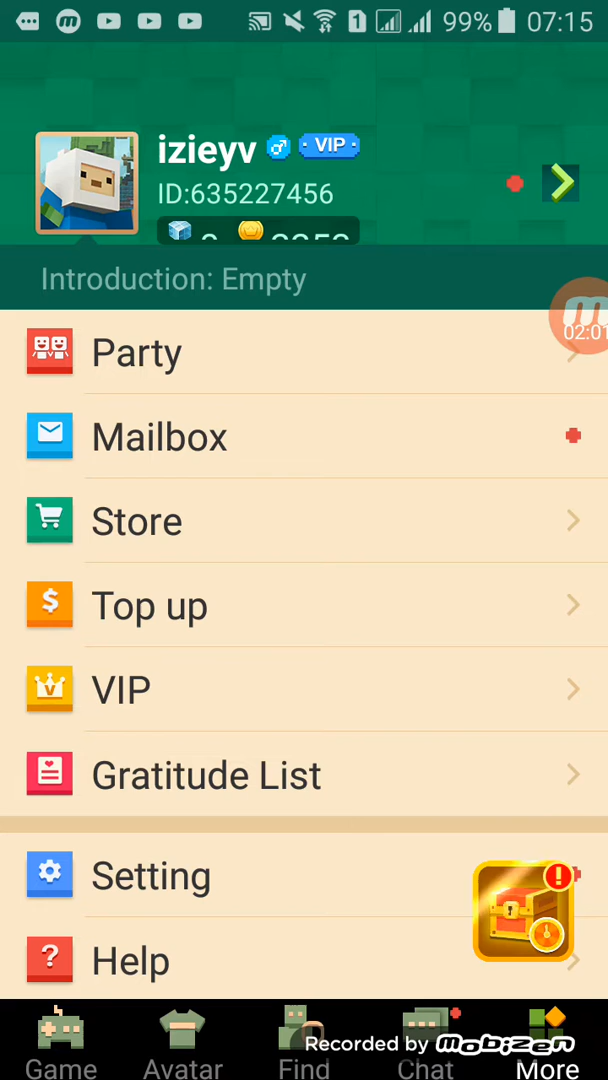 1 99% 07:15
izieyv VIP
ID:635227456
Introduction: Empty
02:01
Party
Mailbox
Store
Top up
VIP
Gratitude List
Setting
Help
Recorded by mobizen
Game Avatar Find Chat More